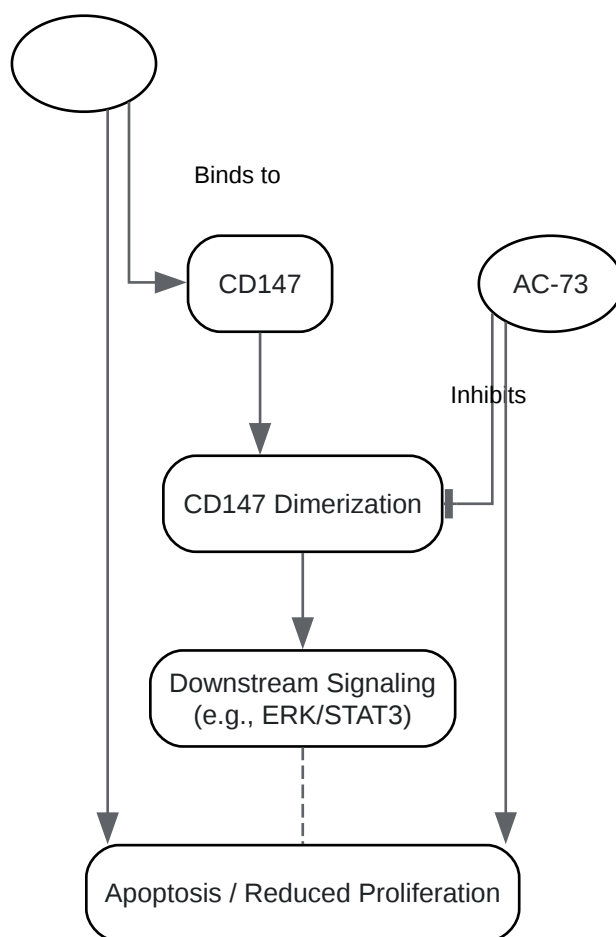 Binds to
CD147
AC-73
Inhibits
CD147 Dimerization
Downstream Signaling
(e.g., ERK/STAT3)
Apoptosis / Reduced Proliferation